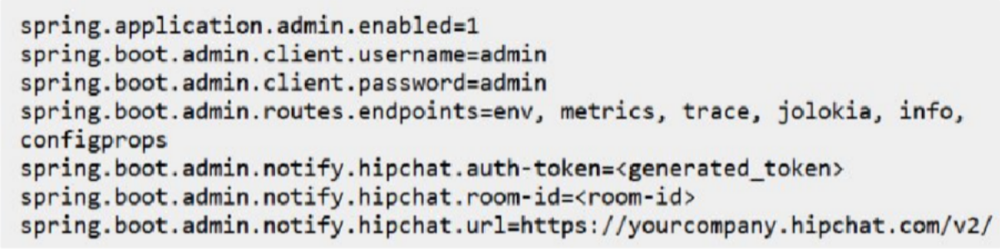 spring.application.admin.enabled=1
spring.boot.admin.client.username=admin
spring.boot.admin.client.password=admin
spring.boot.admin.routes.endpoints=env, metrics, trace, jolokia, info,
configprops
spring.boot.admin.notify.hipchat.auth-token=<generated_token>
spring.boot.admin.notify.hipchat.room-id=<room-id>
spring.boot.admin.notify.hipchat.url=https://yourcompany.hipchat.com/v2/